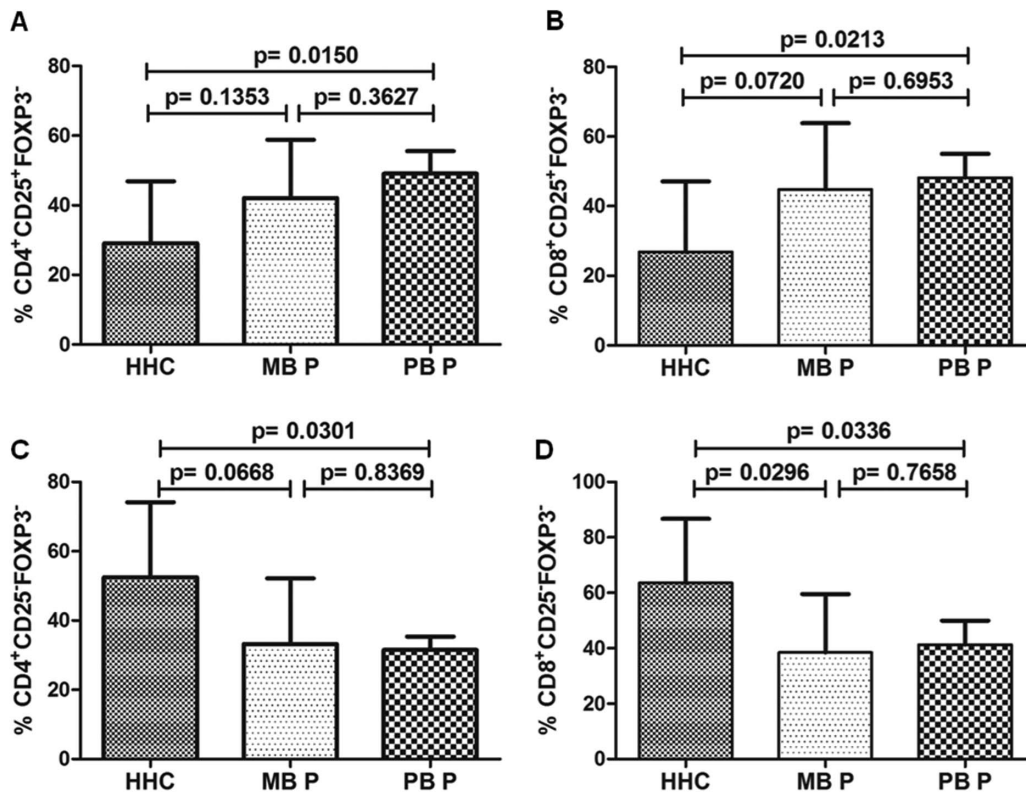 A
p= 0.0150
p= 0.1353
p= 0.3627
% CD4⁺CD25⁺FOXP3⁻
80
60
40
20
0
HHC
MB P
PB P
B
p= 0.0213
p= 0.0720
p= 0.6953
% CD8⁺CD25⁺FOXP3⁻
80
60
40
20
0
HHC
MB P
PB P
C
p= 0.0301
p= 0.0668
p= 0.8369
% CD4⁺CD25⁻FOXP3⁻
80
60
40
20
0
HHC
MB P
PB P
D
p= 0.0336
p= 0.0296
p= 0.7658
% CD8⁺CD25⁻FOXP3⁻
100
80
60
40
20
0
HHC
MB P
PB P